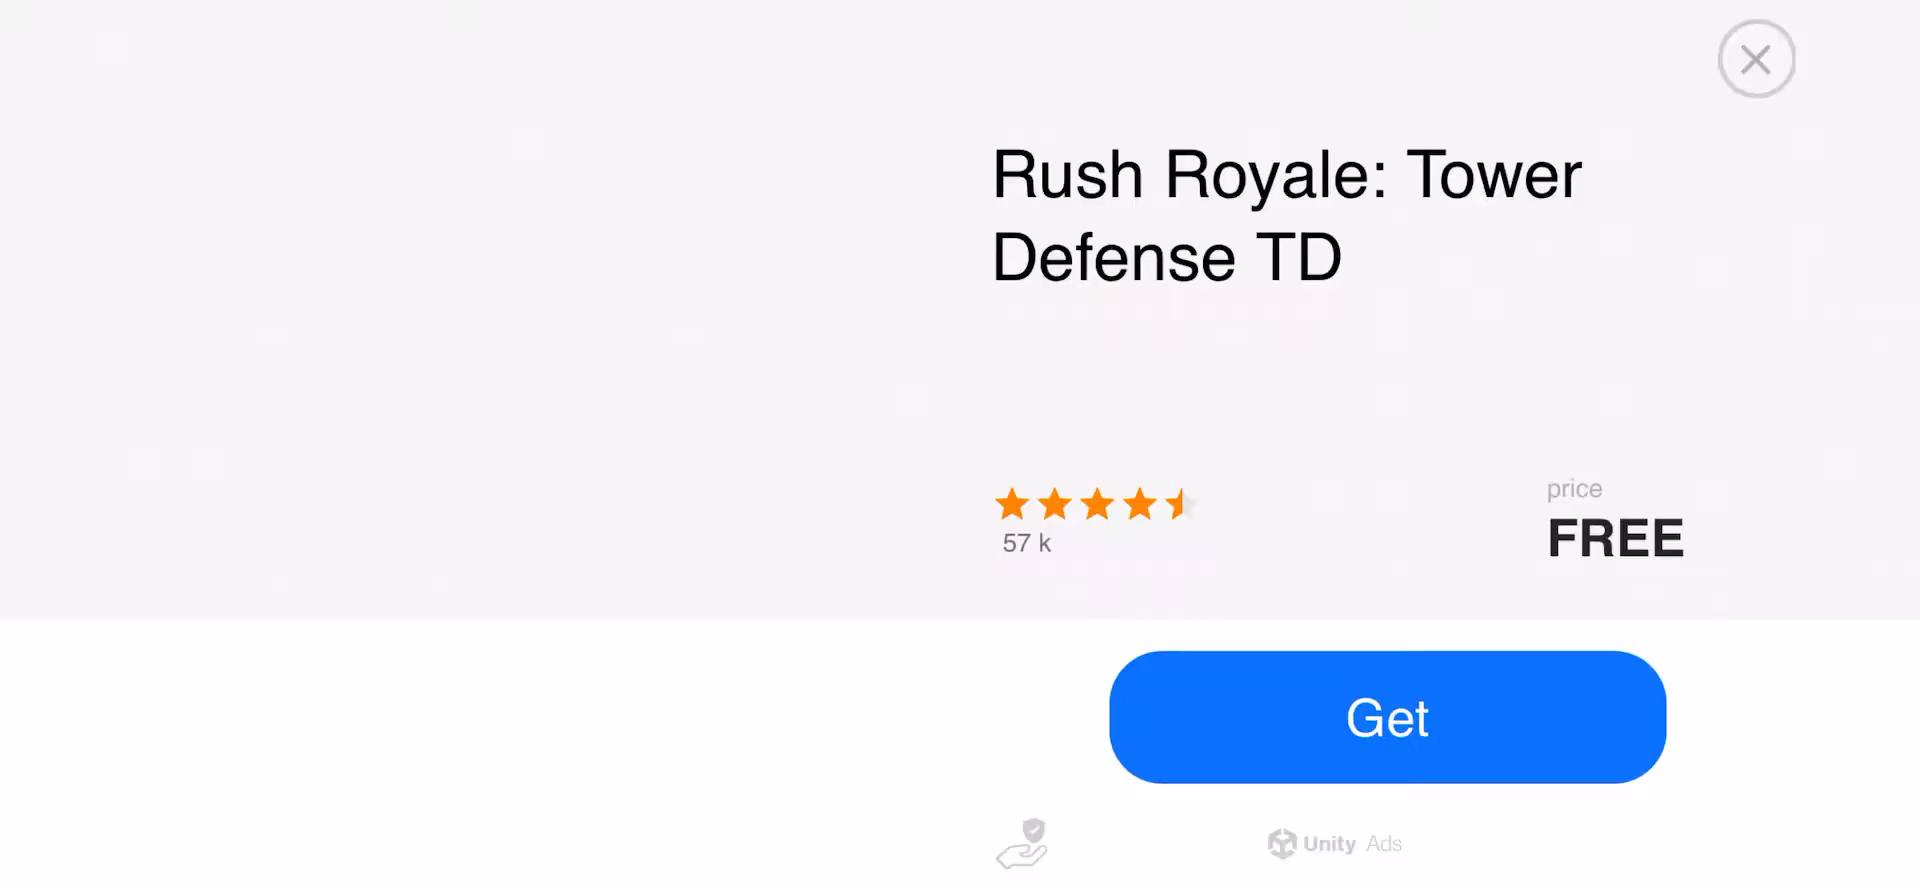 Rush Royale: Tower
Defense TD
57 k
price
FREE
Get
Unity Ads